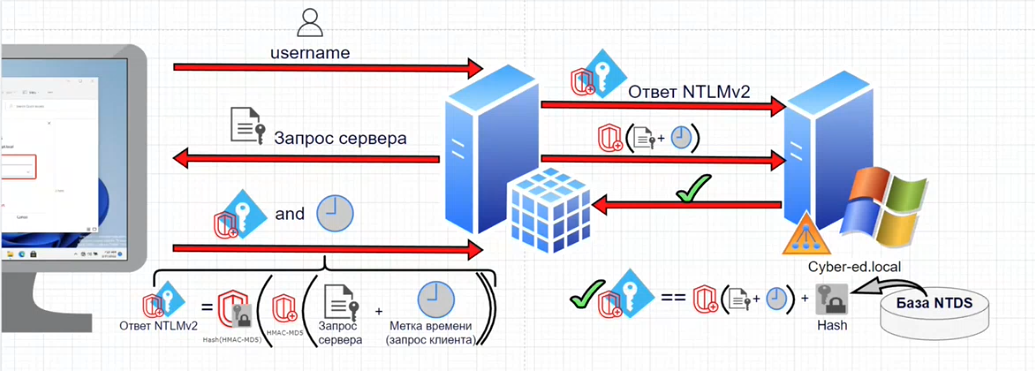 username
Ответ NTLMv2
Запрос сервера
+
and
Cyber-ed.local
Ответ NTLMv2
=
Hash(HMAC-MD5)
HMAC-MD5
Запрос
сервера
+
Метка времени
(запрос клиента)
==
+
+
Hash
База NTDS